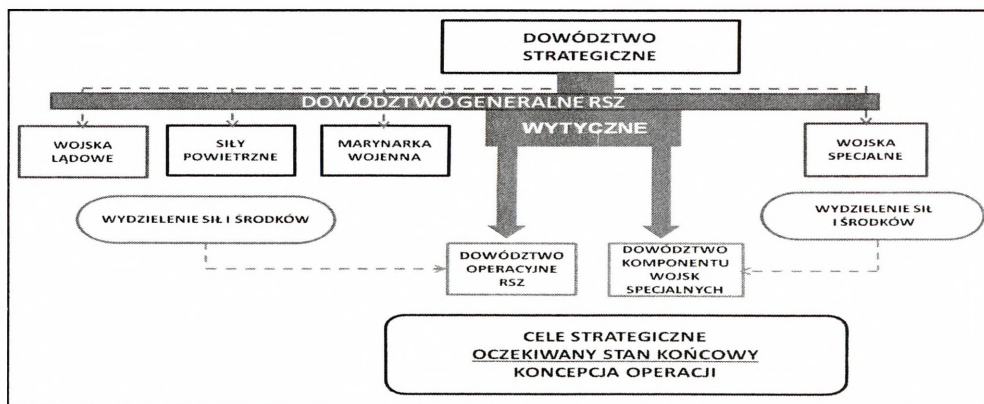 DOWÓDZTWO
STRATEGICZNE
DOWÓDZTWO GENERALNE RSZ
WYTYCZNE
WOJSKA
LĄDOWE
SIŁY
POWIETRZNE
MARYNARKA
WOJENNA
WOJSKA
SPECJALNE
WYDZIELENIE SIŁ I ŚRODKÓW
WYDZIELENIE SIŁ
I ŚRODKÓW
DOWÓDZTWO
OPERACYJNE
RSZ
DOWÓDZTWO
KOMPONENTU
WOJSK
SPECJALNYCH
CELE STRATEGICZNE
OCZEKIWANY STAN KOŃCOWY
KONCEPCJA OPERACJI